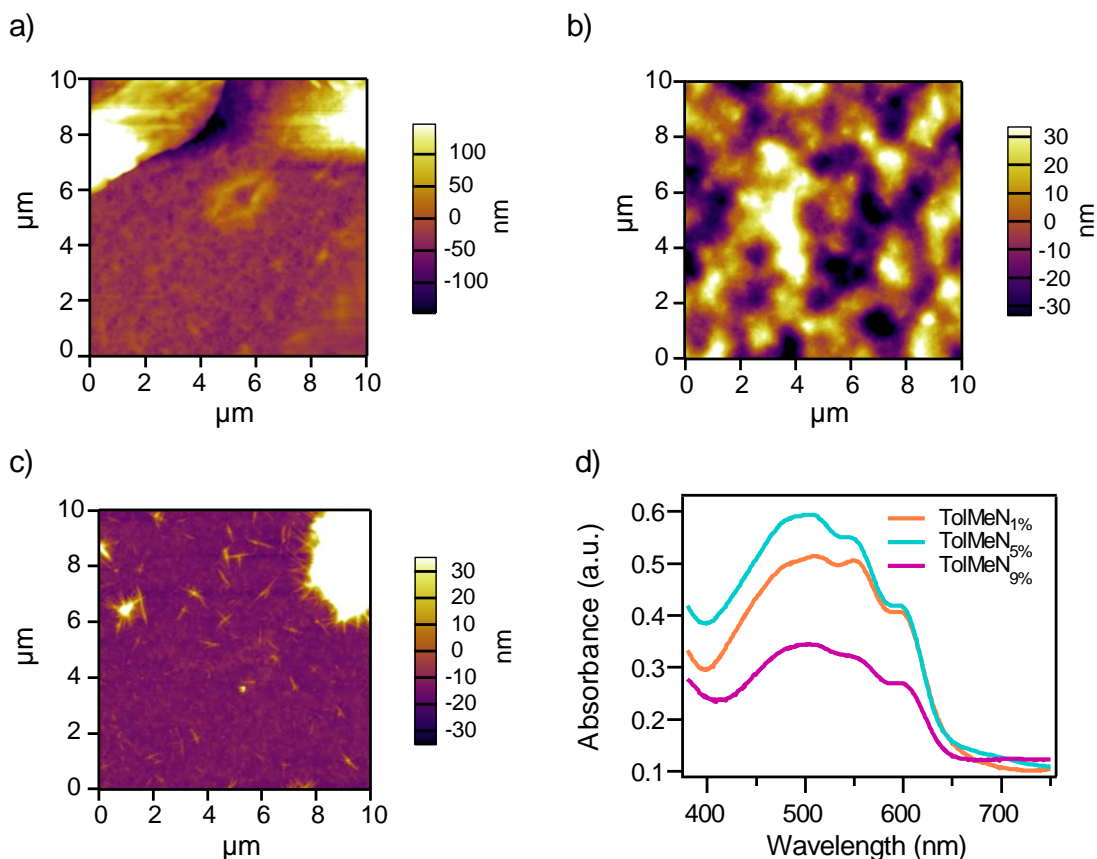 a)
10
8
6
4
2
0
µm
0 2 4 6 8 10
µm
100
50
0
-50
-100
nm
b)
10
8
6
4
2
0
µm
0 2 4 6 8 10
µm
30
20
10
0
-10
-20
-30
nm
c)
10
8
6
4
2
0
µm
0 2 4 6 8 10
µm
30
20
10
0
-10
-20
-30
nm
d)
0.6
0.5
0.4
0.3
0.2
0.1
Absorbance (a.u.)
TolMeN1%
TolMeN5%
TolMeN9%
400 500 600 700
Wavelength (nm)